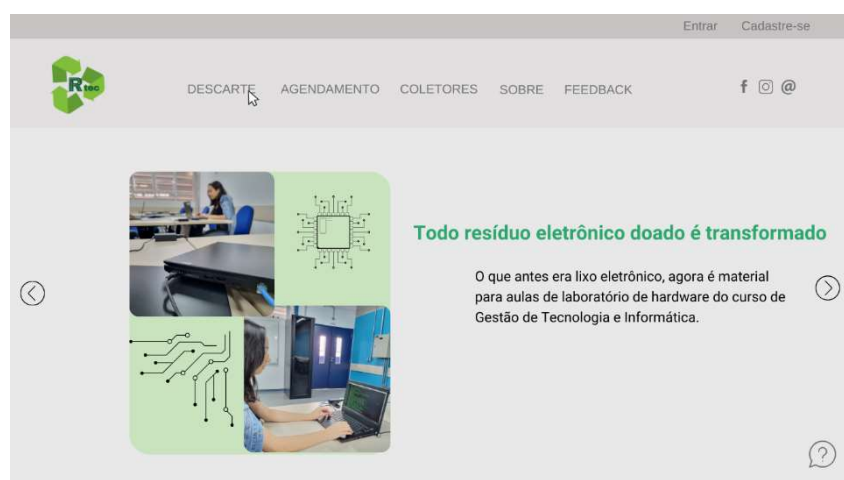 Entrar Cadastre-se
Rtec
DESCARTE AGENDAMENTO COLETORES SOBRE FEEDBACK
Todo resíduo eletrônico doado é transformado
O que antes era lixo eletrônico, agora é material
para aulas de laboratório de hardware do curso de
Gestão de Tecnologia e Informática.